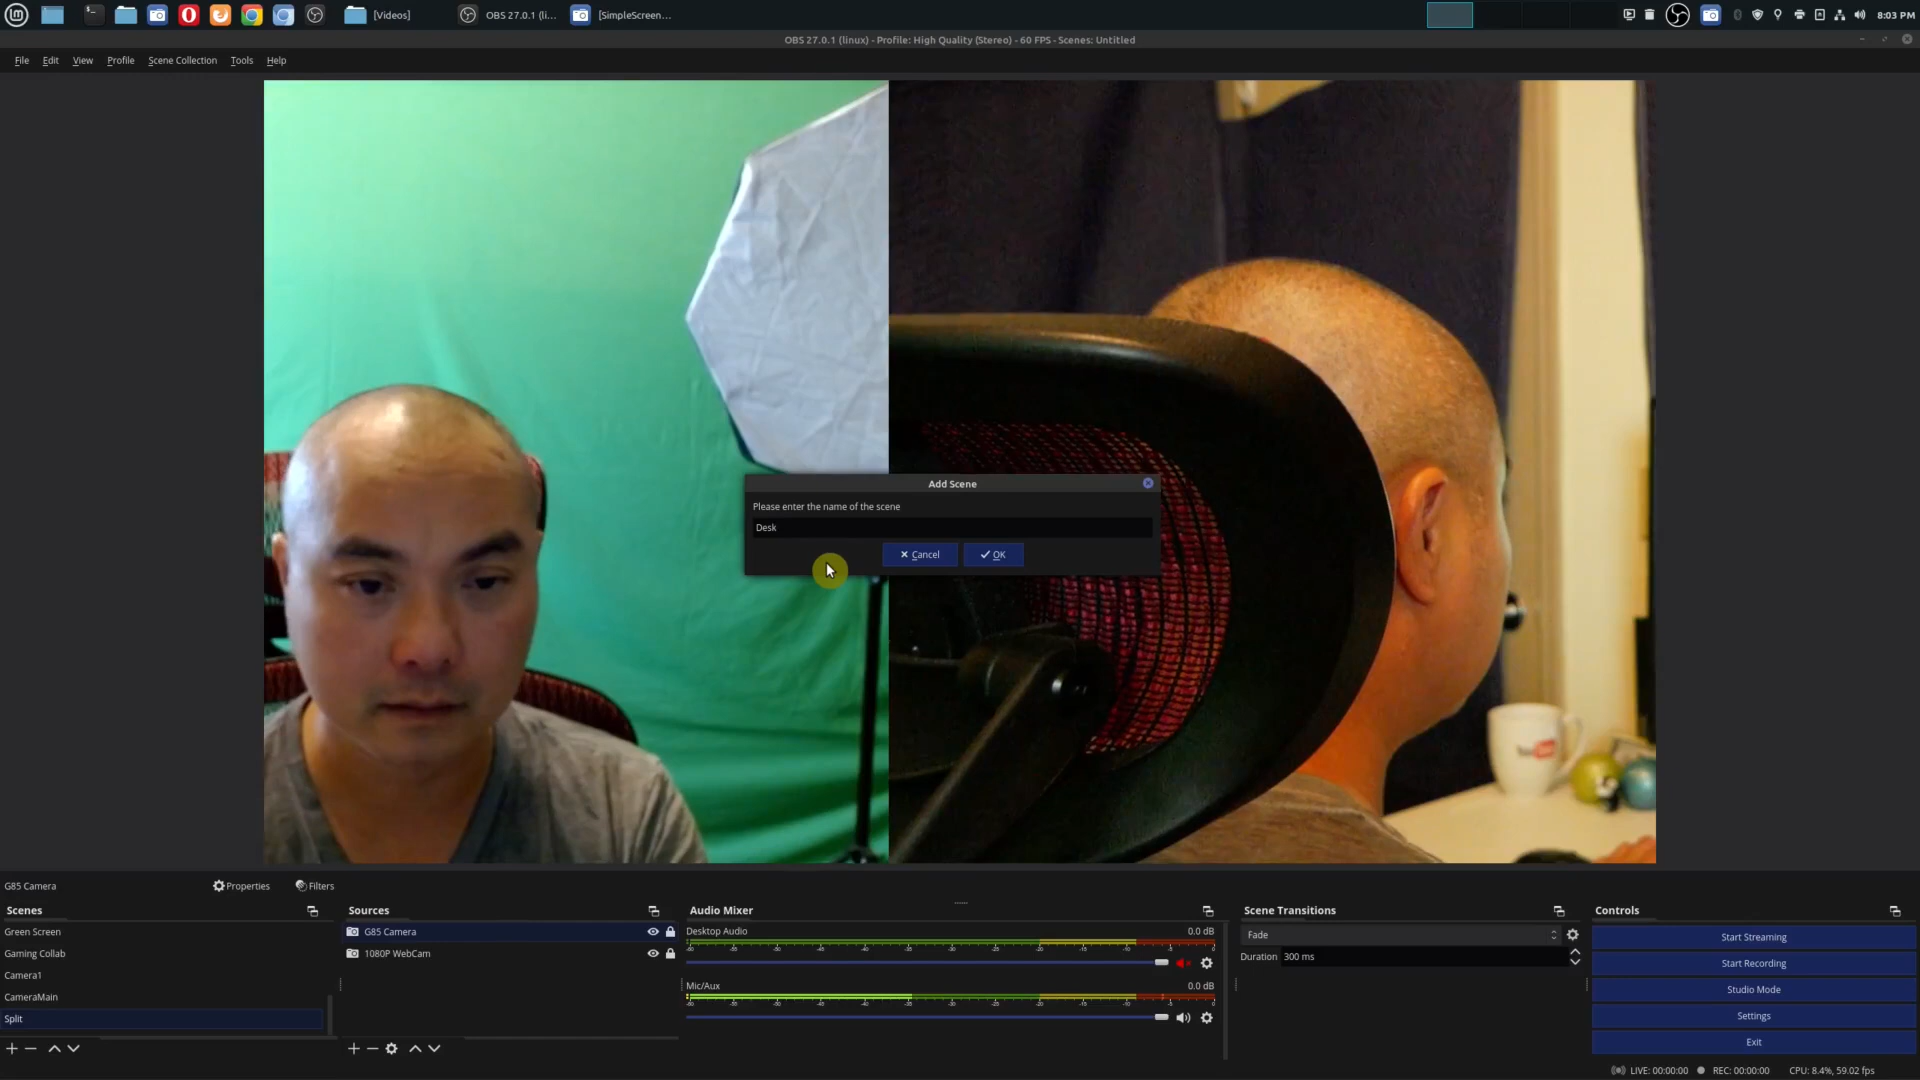 [Videos]
OBS 27.0.1 (li...
[SimpleScreen...
8:03 PM
OBS 27.0.1 (linux) - Profile: High Quality (Stereo) - 60 FPS - Scenes: Untitled
File Edit View Profile Scene Collection Tools Help
Add Scene
Please enter the name of the scene
Desk
Cancel
OK
G85 Camera
Properties
Filters
Scenes
Green Screen
Gaming Collab
Camera1
CameraMain
Split
Sources
G85 Camera
1080P WebCam
Audio Mixer
Desktop Audio
0.0 dB
Mic/Aux
0.0 dB
Scene Transitions
Fade
Duration 300 ms
Controls
Start Streaming
Start Recording
Studio Mode
Settings
Exit
LIVE: 00:00:00
REC: 00:00:00
CPU: 8.4%, 59.02 fps